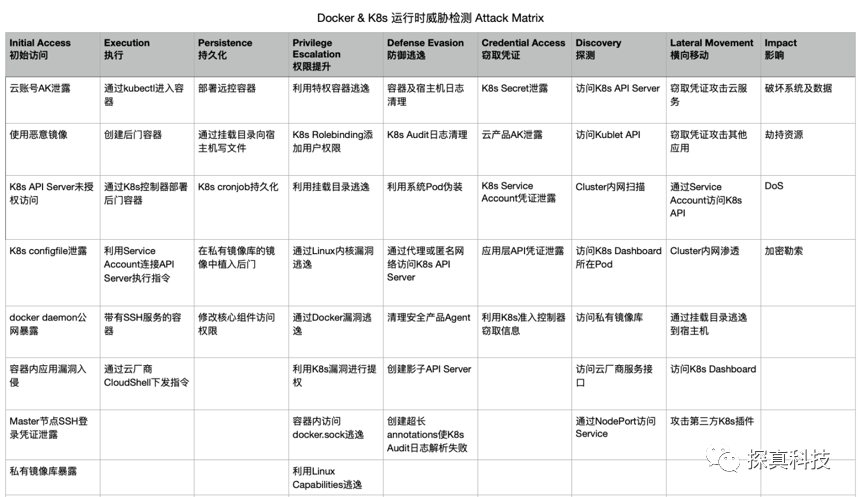 Docker & K8s 运行时威胁检测 Attack Matrix
Initial Access
初始访问
Execution
执行
Persistence
持久化
Privilege
Escalation
权限提升
Defense Evasion
防御逃逸
Credential Access
窃取凭证
Discovery
探测
Lateral Movement
横向移动
Impact
影响
云账号AK泄露
通过kubectl进入容
器
部署远控容器
利用特权容器逃逸
容器及宿主机日志
清理
K8s Secret泄露
访问K8s API Server
窃取凭证攻击云服
务
破坏系统及数据
使用恶意镜像
创建后门容器
通过挂载目录向宿
主机写文件
K8s Rolebinding添
加用户权限
K8s Audit日志清理
云产品AK泄露
访问Kublet API
窃取凭证攻击其他
应用
劫持资源
K8s API Server未授
权访问
通过K8s控制器部署
后门容器
K8s cronjob持久化
利用挂载目录逃逸
利用系统Pod伪装
K8s Service
Account凭证泄露
Cluster内网扫描
通过Service
Account访问K8s
API
DoS
K8s configfile泄露
利用Service
Account连接API
Server执行指令
在私有镜像库的镜
像中植入后门
通过Linux内核漏洞
逃逸
通过代理或匿名网
络访问K8s API
Server
应用层API凭证泄露
访问K8s Dashboard
所在Pod
Cluster内网渗透
加密勒索
docker daemon公
网暴露
带有SSH服务的容
器
修改核心组件访问
权限
通过Docker漏洞逃
逸
清理安全产品Agent
利用K8s准入控制器
窃取信息
访问私有镜像库
通过挂载目录逃逸
到宿主机
容器内应用漏洞入
侵
通过云厂商
CloudShell下发指令
利用K8s漏洞进行提
权
创建影子API Server
访问云厂商服务接
口
访问K8s Dashboard
Master节点SSH登
录凭证泄露
容器内访问
docker.sock逃逸
创建超长
annotations使K8s
Audit日志解析失败
通过NodePort访问
Service
攻击第三方K8s插件
私有镜像库暴露
利用Linux
Capabilities逃逸
探真科技